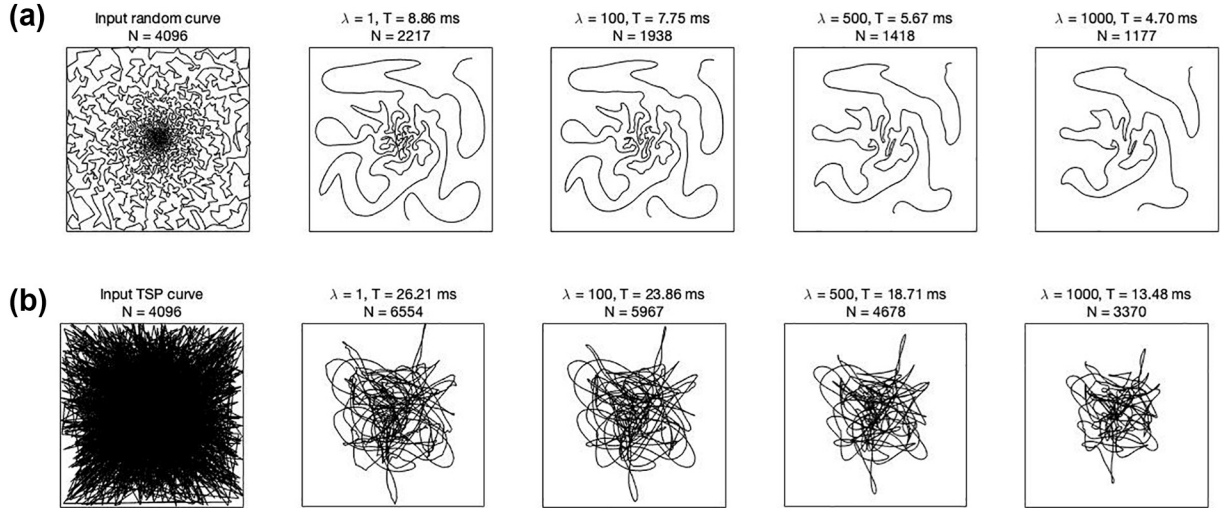 (a)
Input random curve
N = 4096
λ = 1, T = 8.86 ms
N = 2217
λ = 100, T = 7.75 ms
N = 1938
λ = 500, T = 5.67 ms
N = 1418
λ = 1000, T = 4.70 ms
N = 1177
(b)
Input TSP curve
N = 4096
λ = 1, T = 26.21 ms
N = 6554
λ = 100, T = 23.86 ms
N = 5967
λ = 500, T = 18.71 ms
N = 4678
λ = 1000, T = 13.48 ms
N = 3370